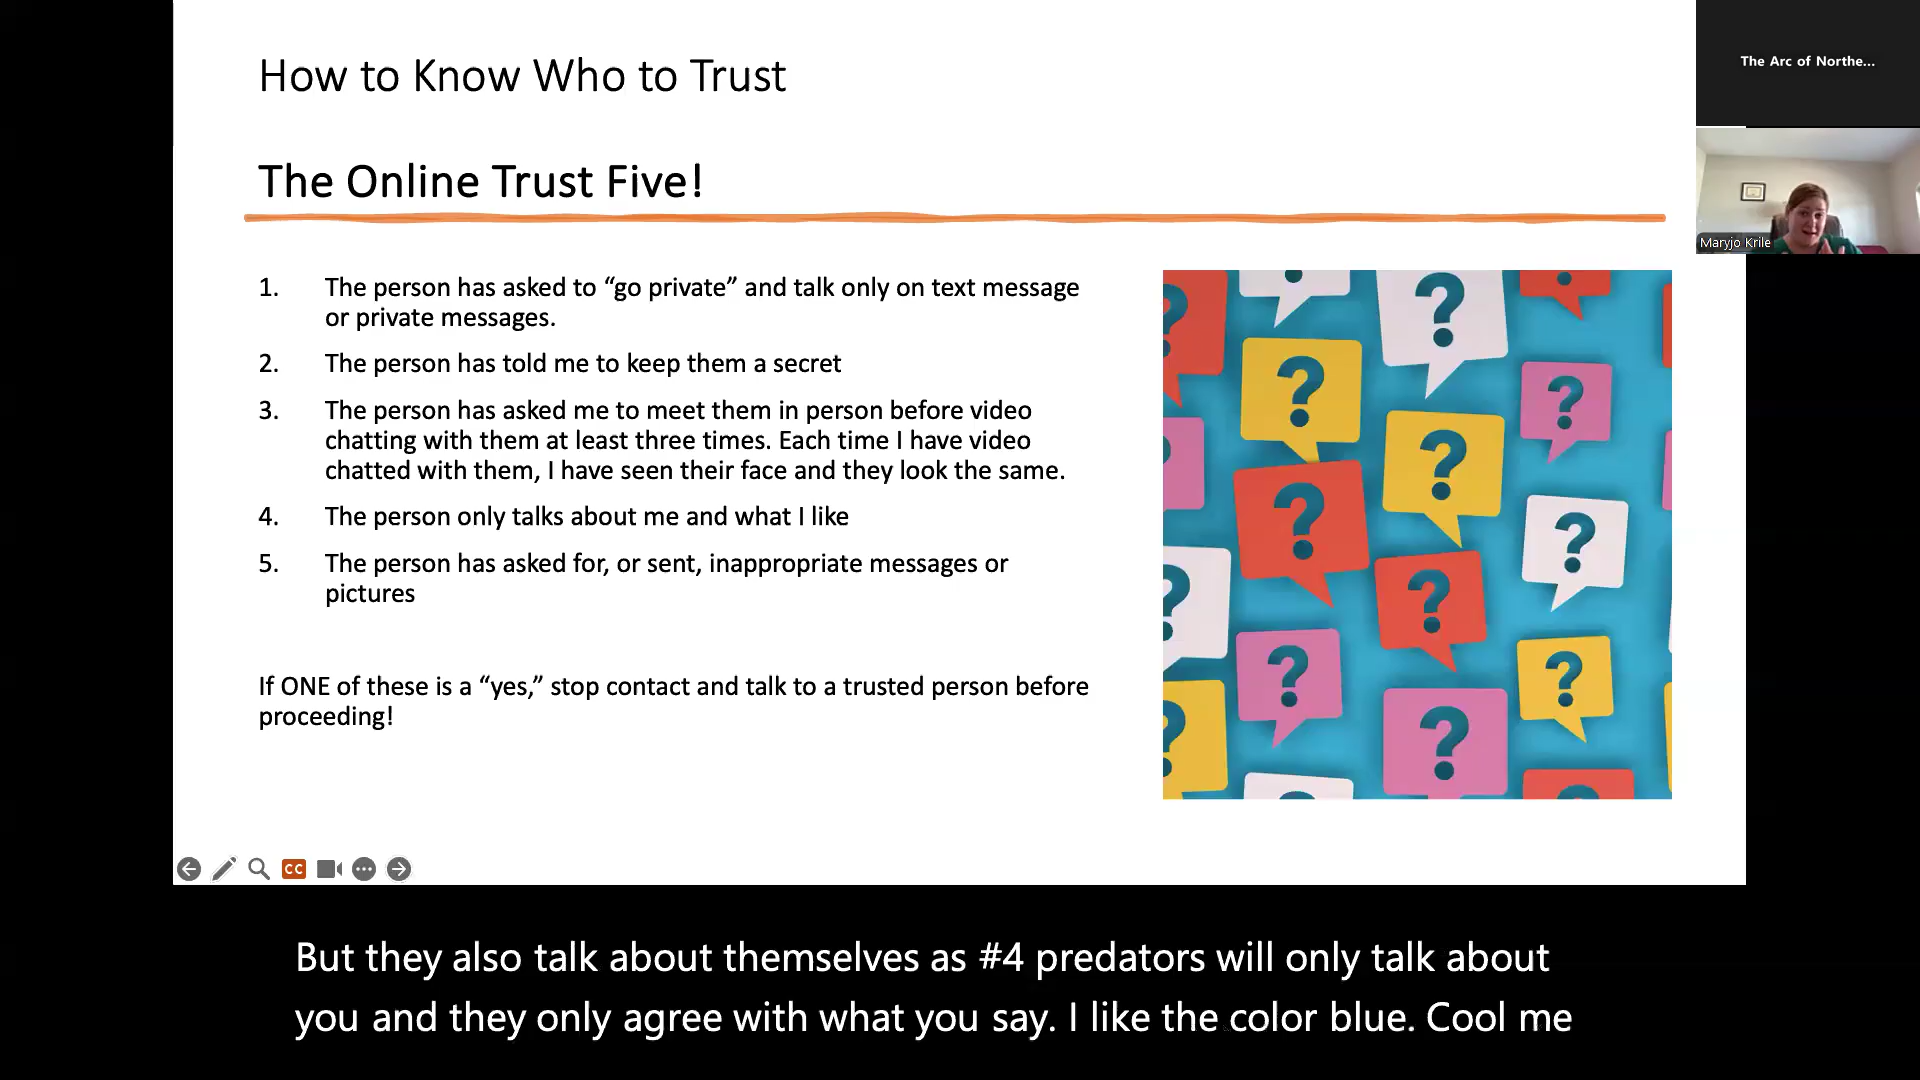 How to Know Who to Trust
The Online Trust Five!
1. The person has asked to “go private” and talk only on text message
or private messages.
2. The person has told me to keep them a secret
3. The person has asked me to meet them in person before video
chatting with them at least three times. Each time I have video
chatted with them, I have seen their face and they look the same.
4. The person only talks about me and what I like
5. The person has asked for, or sent, inappropriate messages or
pictures
If ONE of these is a “yes,” stop contact and talk to a trusted person before
proceeding!
? ? ? ? ? ? ? ? ? ? ? ? ?
CC
The Arc of Northe...
Maryjo Krile
But they also talk about themselves as #4 predators will only talk about
you and they only agree with what you say. I like the color blue. Cool me